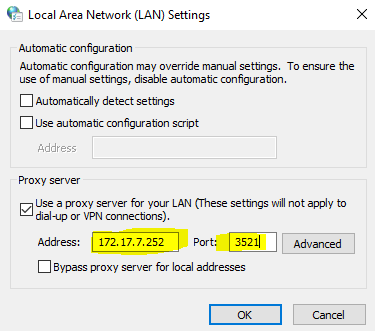 Local Area Network (LAN) Settings
Automatic configuration
Automatic configuration may override manual settings. To ensure the
use of manual settings, disable automatic configuration.
Automatically detect settings
Use automatic configuration script
Address
Proxy server
Use a proxy server for your LAN (These settings will not apply to
dial-up or VPN connections).
Address: 172.17.7.252 Port: 3521 Advanced
Bypass proxy server for local addresses
OK Cancel